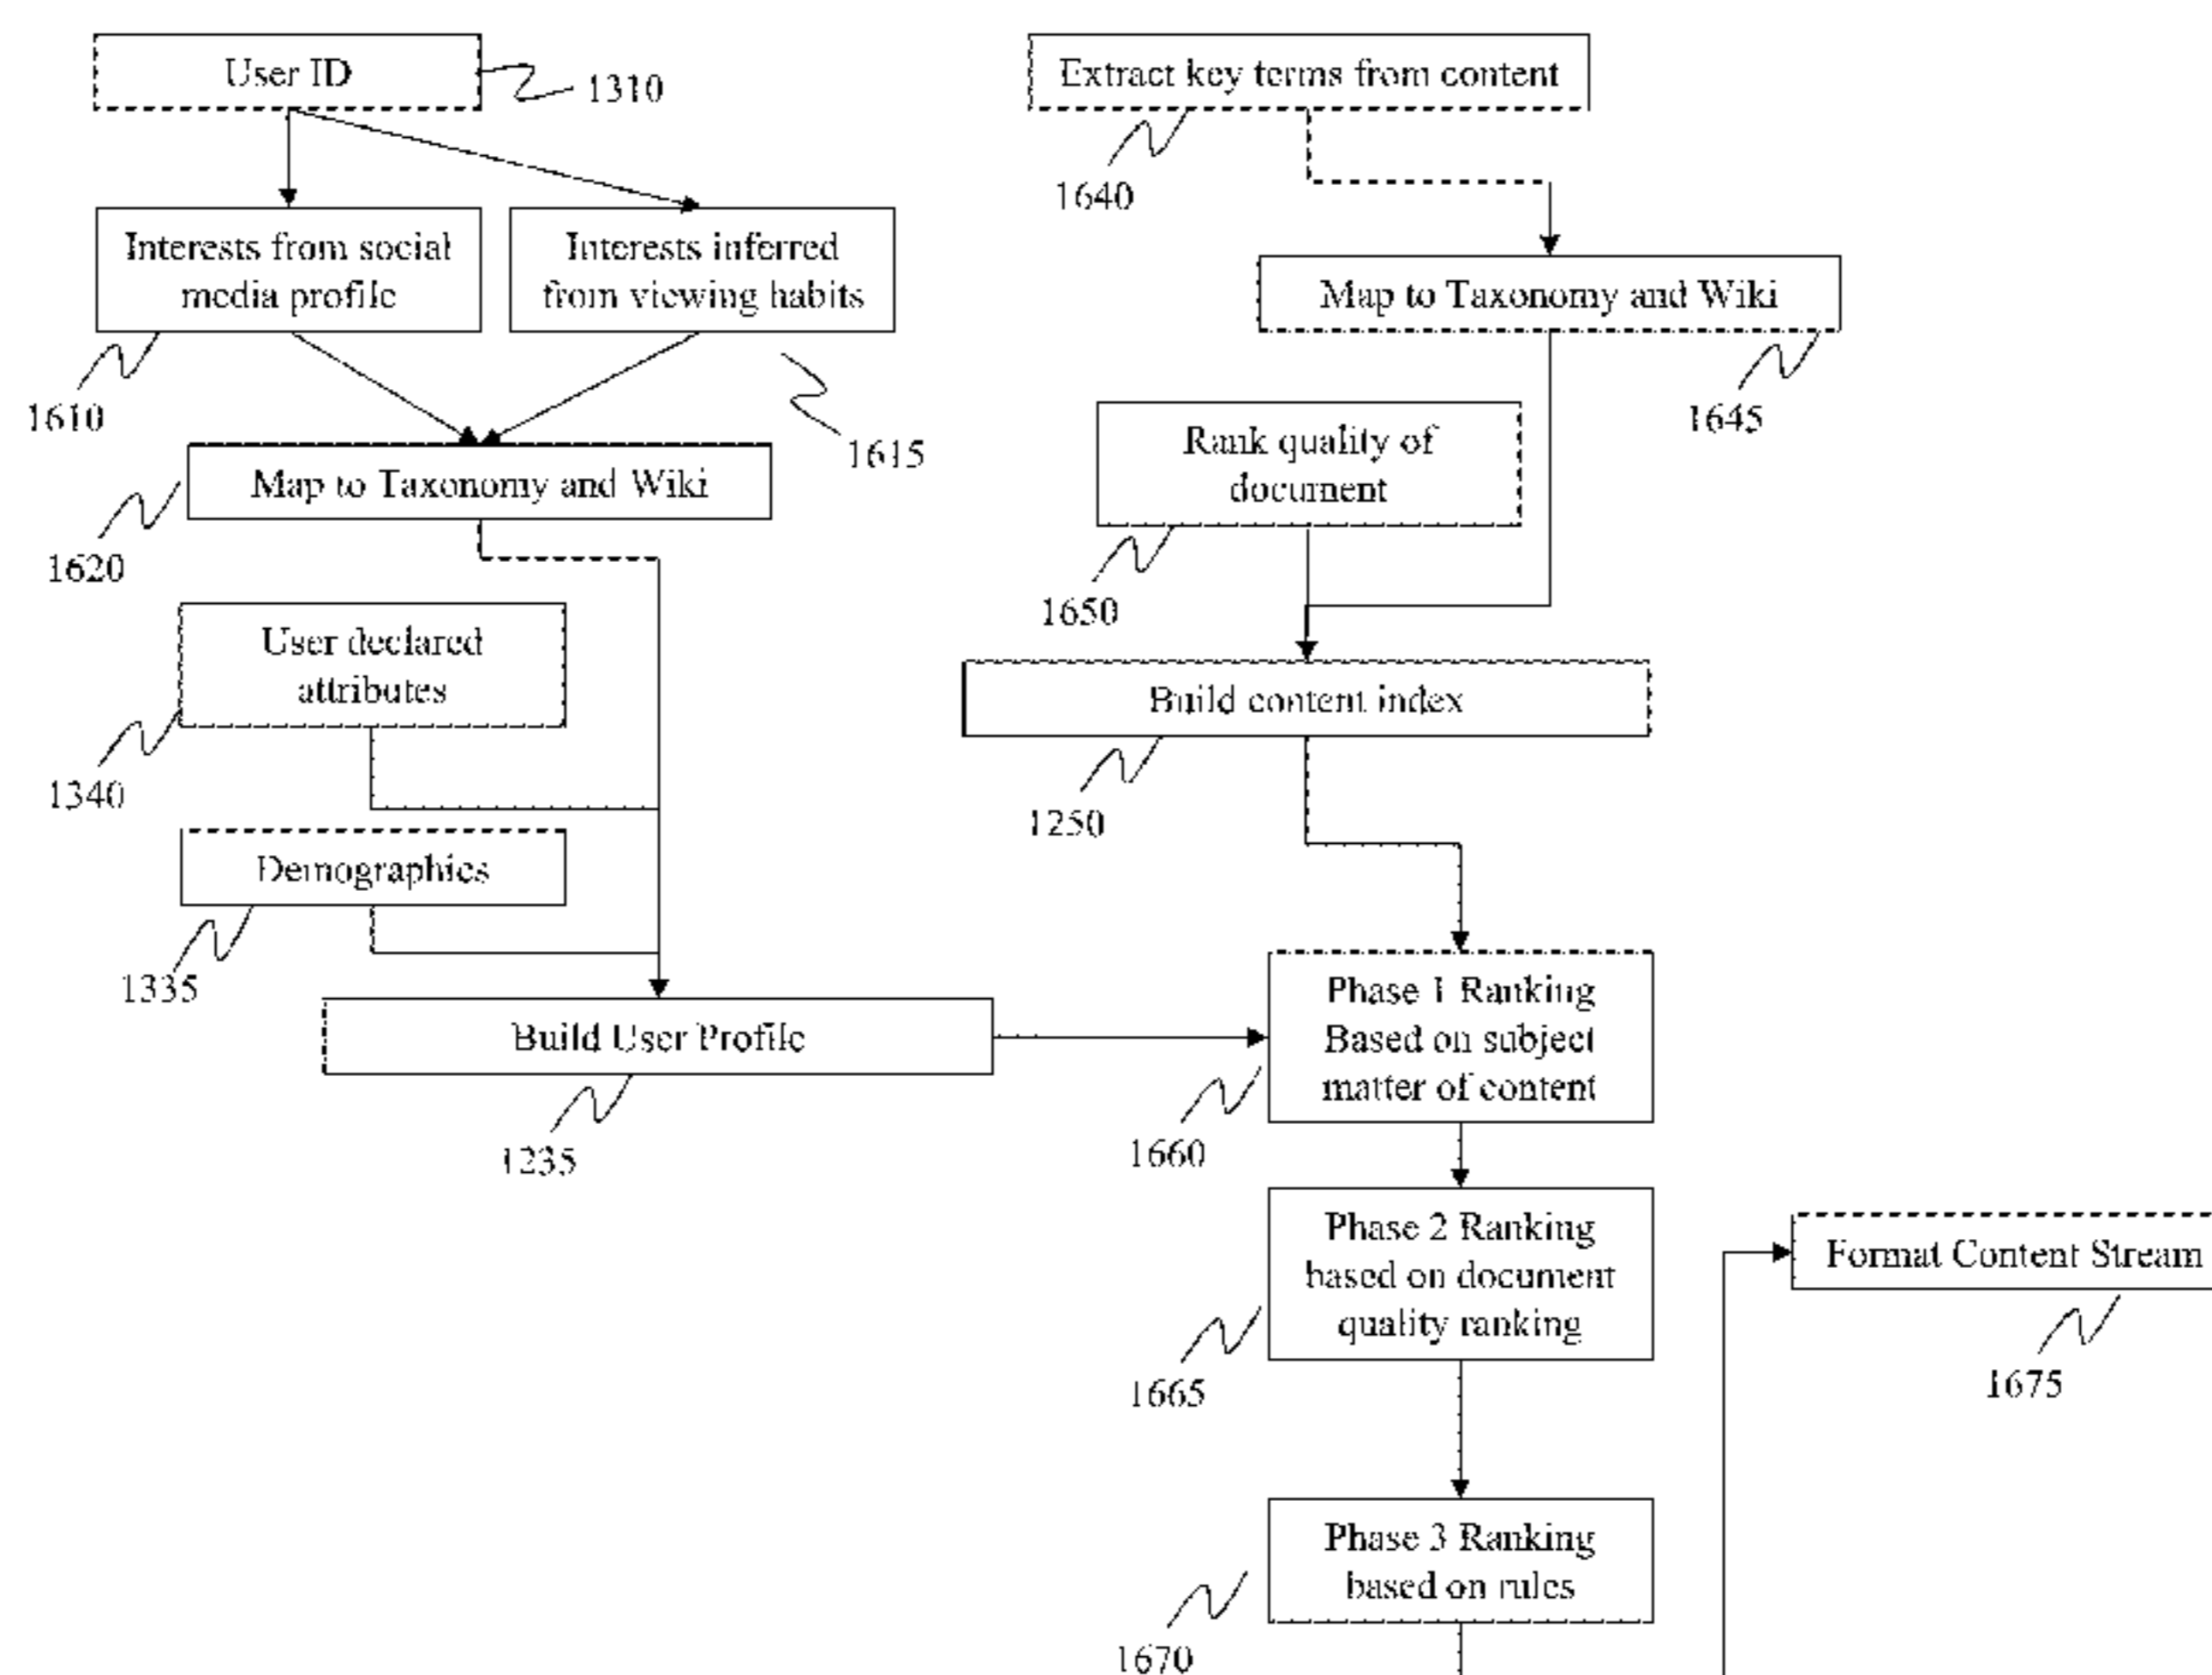 User ID
1310
Interests from social
media profile
Interests inferred
from viewing habits
1610
1615
Map to Taxonomy and Wiki
1620
User declared
attributes
1340
Demographics
1335
Build User Profile
1235
Extract key terms from content
1640
Map to Taxonomy and Wiki
1645
Rank quality of
document
1650
Build content index
1250
Phase 1 Ranking
Based on subject
matter of content
1660
Phase 2 Ranking
based on document
quality ranking
1665
Phase 3 Ranking
based on rules
1670
Format Content Stream
1675